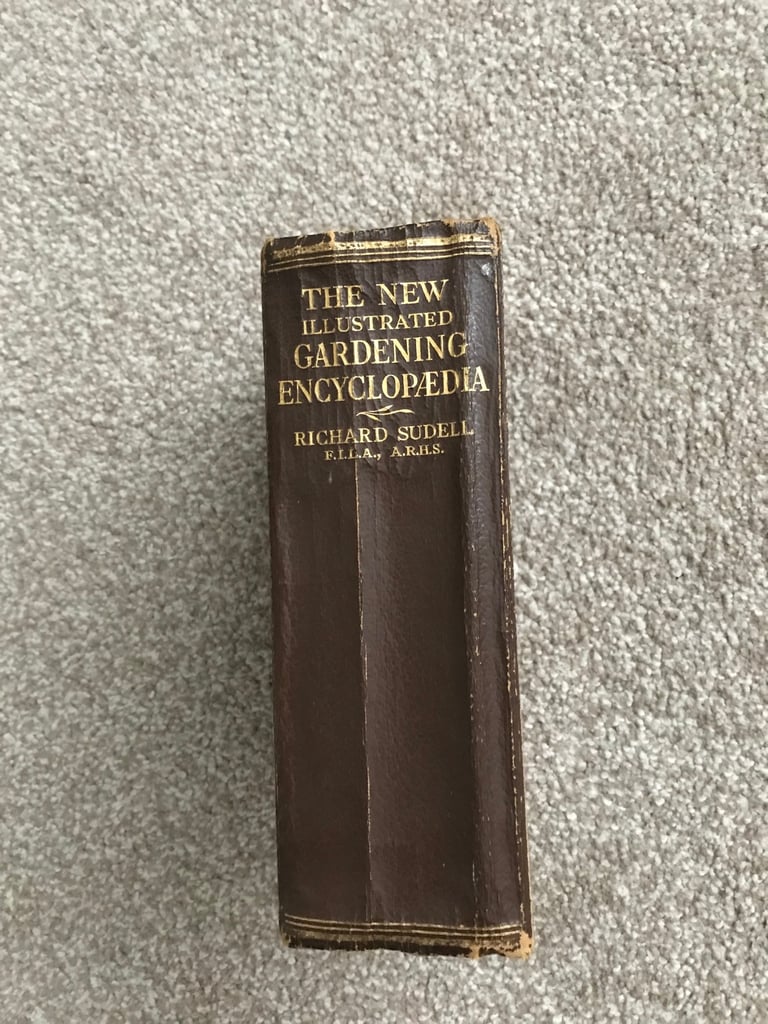 THE NEW
ILLUSTRATED
GARDENING
ENCYCLOPÆDIA
RICHARD SUDELL
F.I.L.A., A.R.H.S.